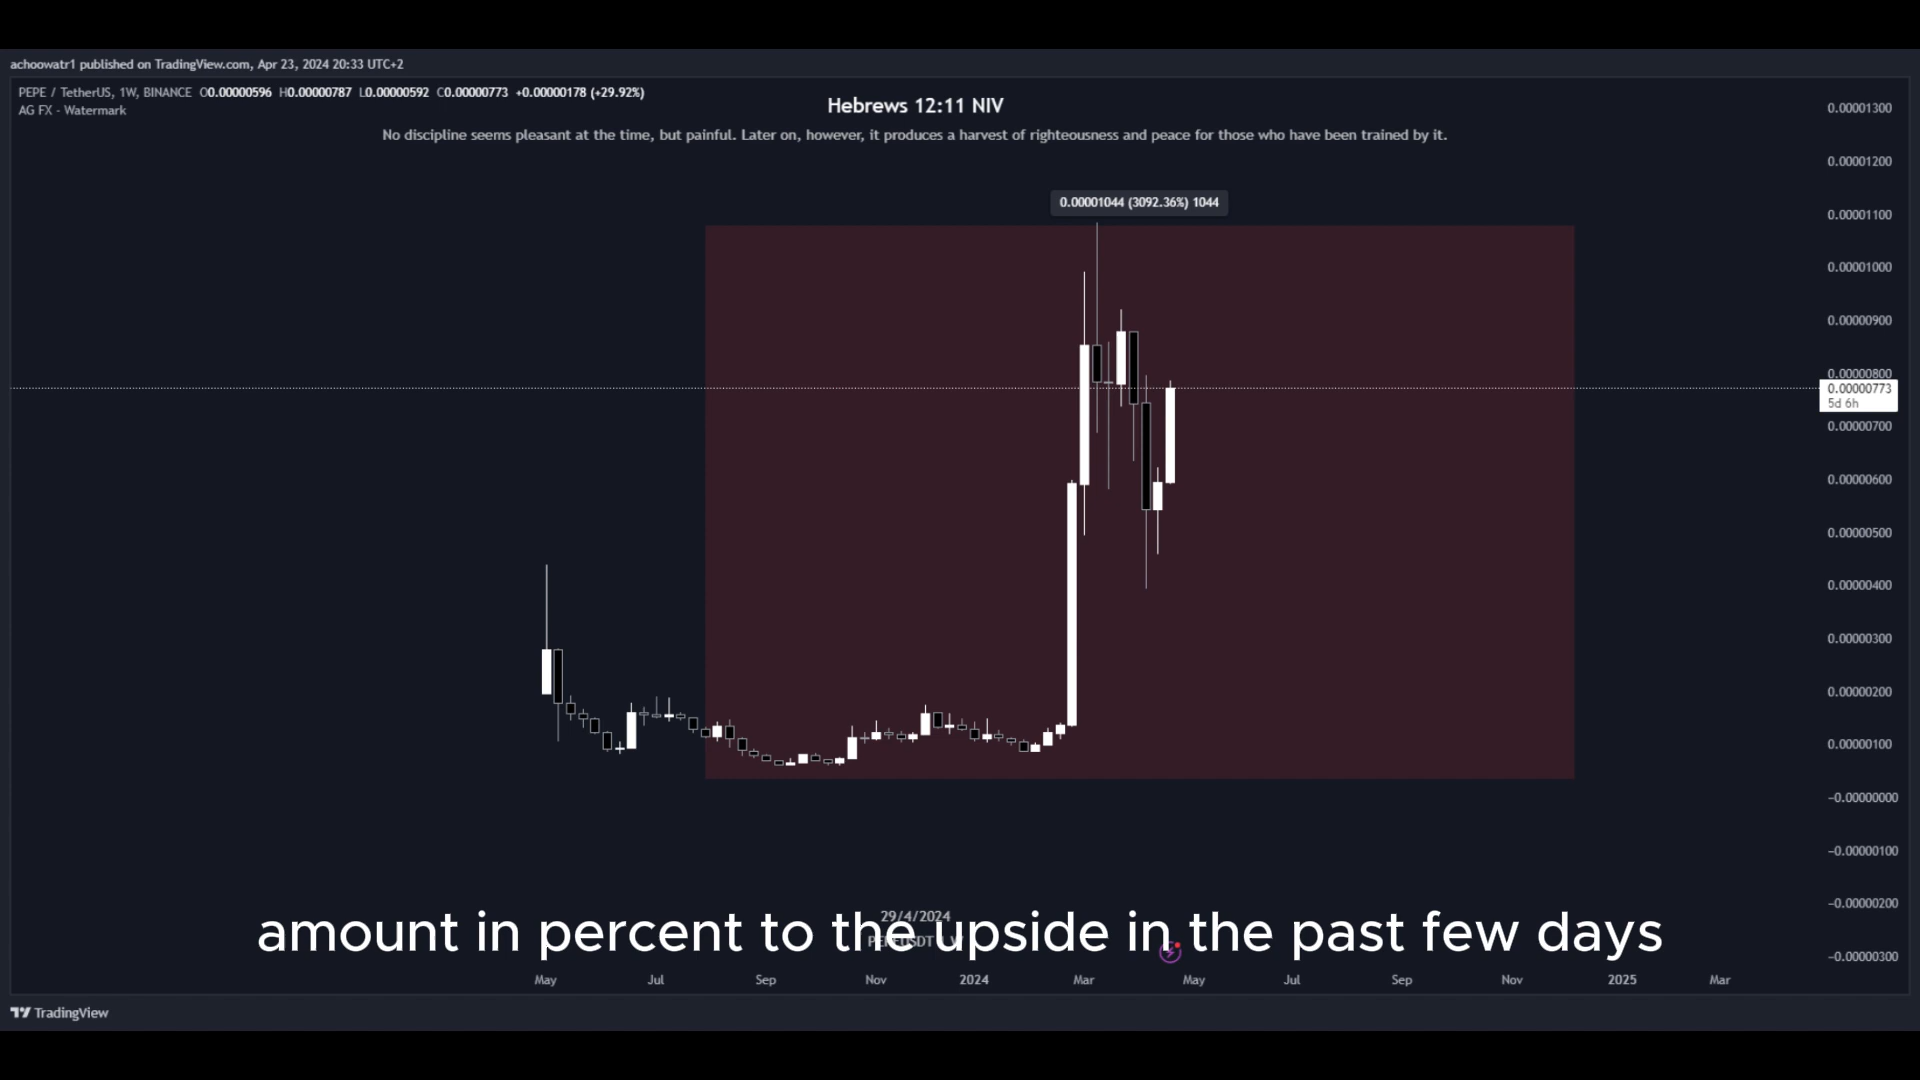 achoowatr1 published on TradingView.com, Apr 23, 2024 20:33 UTC+2
PEPE / TetherUS, 1W, BINANCE O0.00000596 H0.00000787 L0.00000592 C0.00000773 +0.00000178 (+29.92%)
AG FX - Watermark
Hebrews 12:11 NIV
No discipline seems pleasant at the time, but painful. Later on, however, it produces a harvest of righteousness and peace for those who have been trained by it.
0.00001044 (3092.36%) 1044
0.00001300
0.00001200
0.00001100
0.00001000
0.00000900
0.00000800
0.00000773
5d 6h
0.00000700
0.00000600
0.00000500
0.00000400
0.00000300
0.00000200
0.00000100
−0.00000000
−0.00000100
−0.00000200
−0.00000300
29/4/2024
amount in percent to the upside in the past few days
May Jul Sep Nov 2024 Mar May Jul Sep Nov 2025 Mar
TradingView